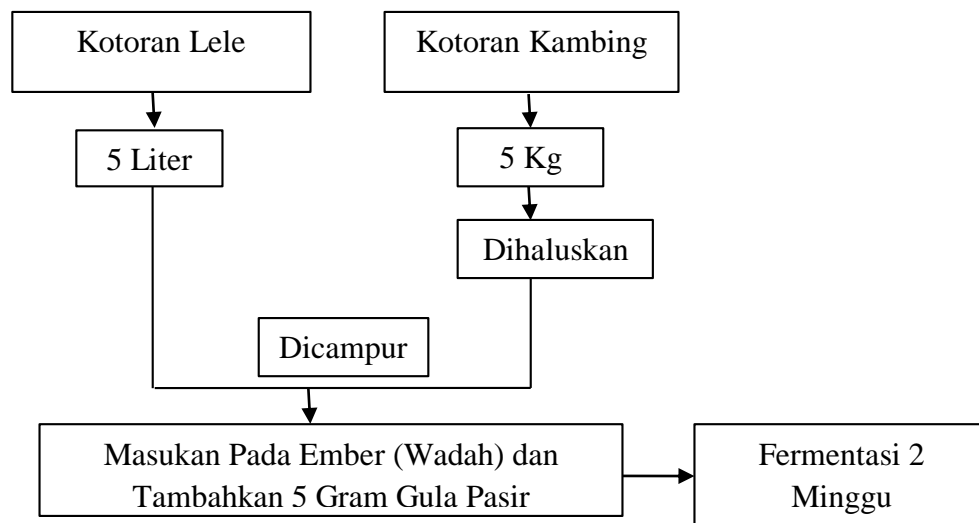 Kotoran Lele
Kotoran Kambing
5 Liter
5 Kg
Dihaluskan
Dicampur
Masukan Pada Ember (Wadah) dan
Tambahkan 5 Gram Gula Pasir
Fermentasi 2
Minggu